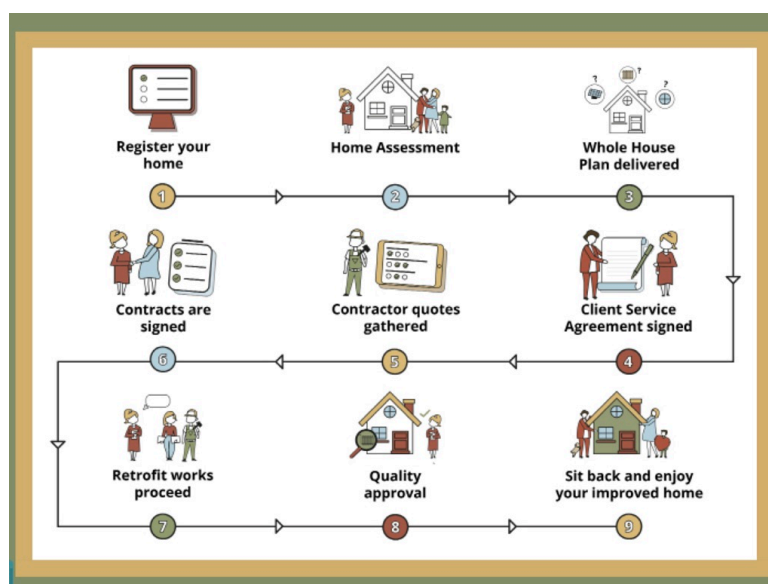 Register your
home
1
Home Assessment
2
? ? ?
Whole House
Plan delivered
3
Client Service
Agreement signed
4
Contractor quotes
gathered
5
Contracts are
signed
6
Retrofit works
proceed
7
Quality
approval
8
Sit back and enjoy
your improved home
9